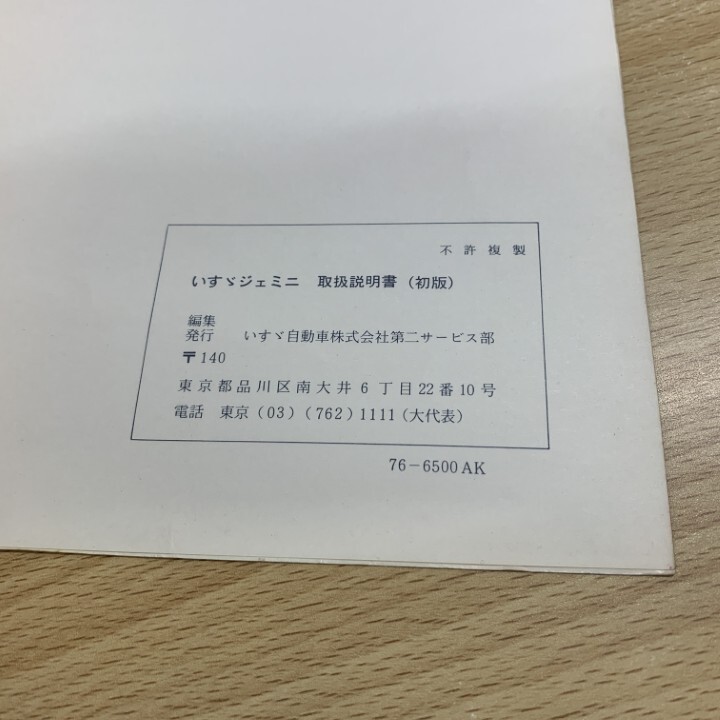 不許複製
いすゞジェミニ 取扱説明書(初版)
編集
発行 いすゞ自動車株式会社第二サービス部
〒140
東京都品川区南大井6丁目22番10号
電話 東京(03)(762)1111(大代表)
76-6500AK